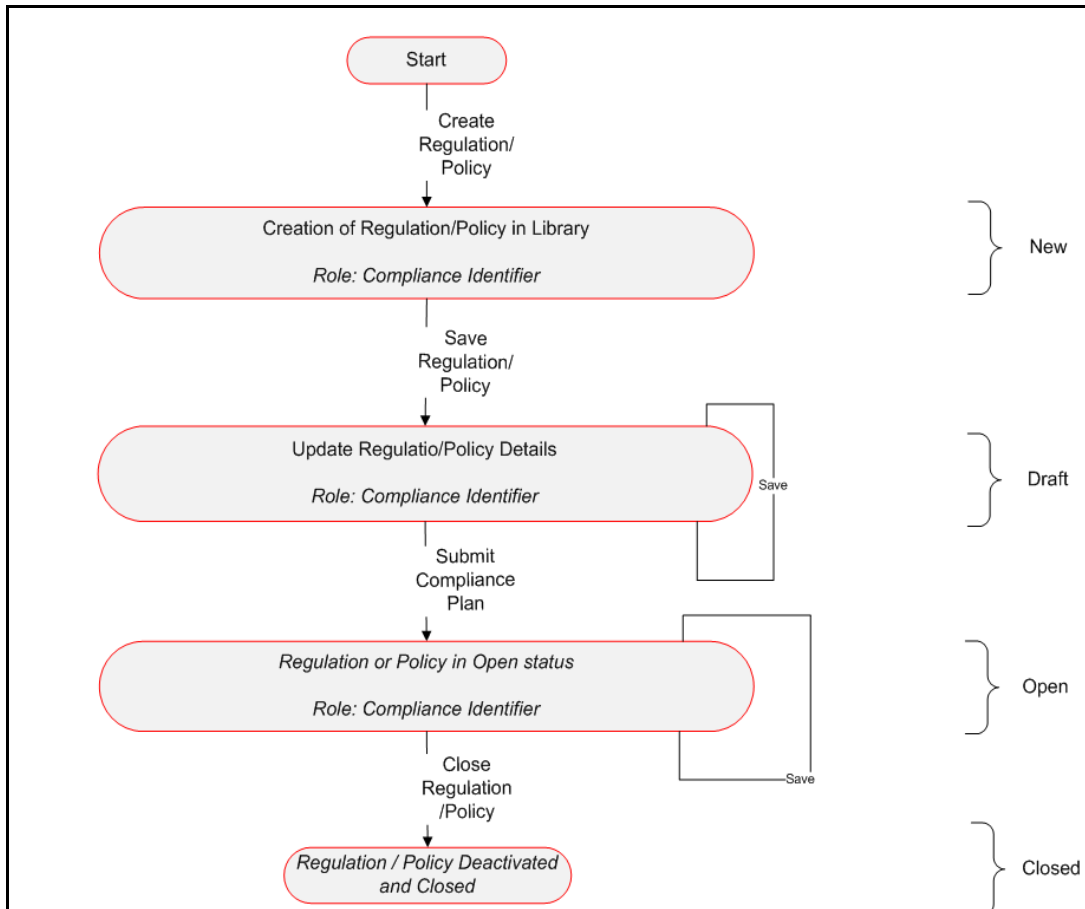 Start
Create
Regulation/
Policy
Creation of Regulation/Policy in Library
Role: Compliance Identifier
New
Save
Regulation/
Policy
Update Regulatio/Policy Details
Role: Compliance Identifier
Save
Draft
Submit
Compliance
Plan
Regulation or Policy in Open status
Role: Compliance Identifier
Open
Save
Close
Regulation
/Policy
Regulation / Policy Deactivated
and Closed
Closed